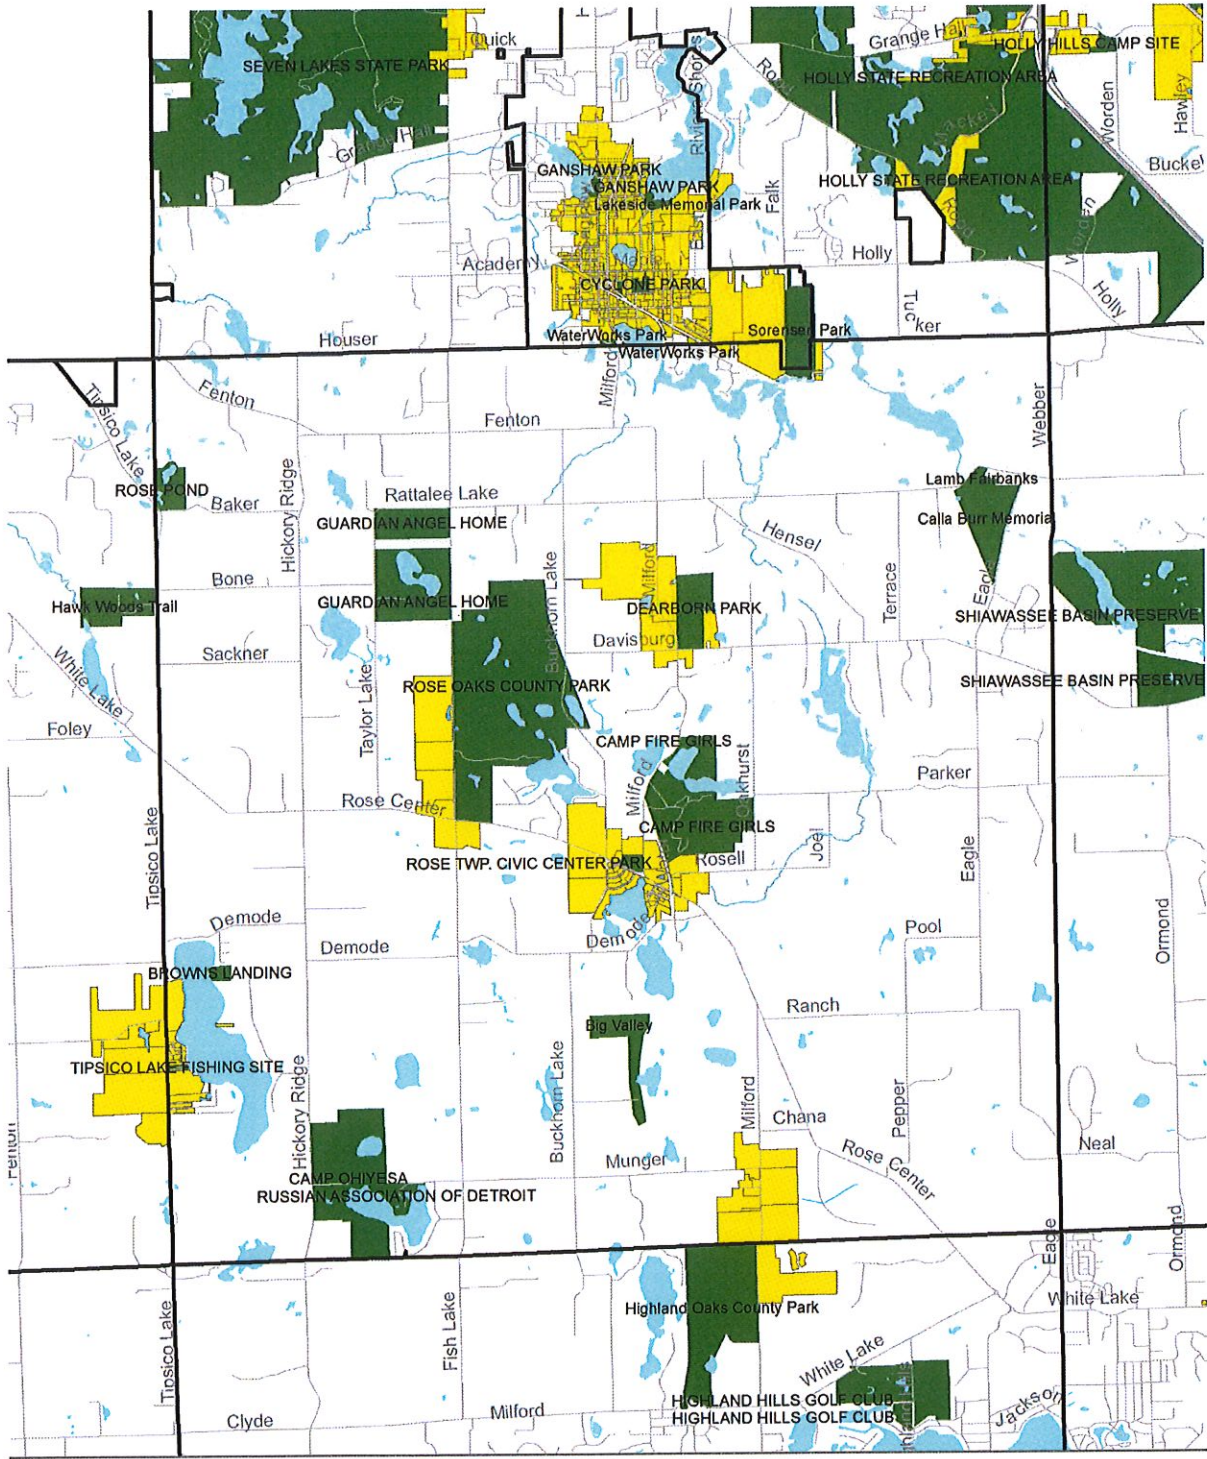 Quick
Grange Hall
HOLLY HILLS CAMP SITE
SEVEN LAKES STATE PARK
Road
HOLLY STATE RECREATION AREA
Shores
Worden
Hawley
Mackey
Grange Hall
Bucke
GANSHAW PARK
GANSHAW PARK
HOLLY STATE RECREATION AREA
Lakeside Memorial Park
Falk
Road
East
Worden
Academy
Maple
Holly
CYCLONE PARK
Holly
Tucker
Houser
WaterWorks Park
Sorensen Park
WaterWorks Park
Milford
Tipsico Lake
Fenton
Fenton
Webber
ROSE POND
Baker
Hickory Ridge
Rattalee Lake
Lamb Fairbanks
GUARDIAN ANGEL HOME
Hensel
Calla Burr Memorial
Bone
Buckhorn Lake
Milford
Terrace
Eagle
Hawk Woods Trail
GUARDIAN ANGEL HOME
DEARBORN PARK
SHIAWASSEE BASIN PRESERVE
Davisburg
Sackner
White Lake
ROSE OAKS COUNTY PARK
SHIAWASSEE BASIN PRESERVE
Foley
Taylor Lake
CAMP FIRE GIRLS
Milford
Oakhurst
Parker
Rose Center
CAMP FIRE GIRLS
Tipsico Lake
ROSE TWP. CIVIC CENTER PARK
Rosell
Joel
Eagle
Demode
Demode
Demode
Pool
Ormond
BROWNS LANDING
Ranch
Big Valley
TIPSICO LAKE FISHING SITE
Hickory Ridge
Buckhorn Lake
Milford
Chana
Pepper
Fenton
Neal
Munger
Rose Center
CAMP OHIYESA
RUSSIAN ASSOCIATION OF DETROIT
Eagle
Ormond
Tipsico Lake
Fish Lake
Highland Oaks County Park
White Lake
White Lake
HIGHLAND HILLS GOLF CLUB
HIGHLAND HILLS GOLF CLUB
Clyde
Milford
Jackson